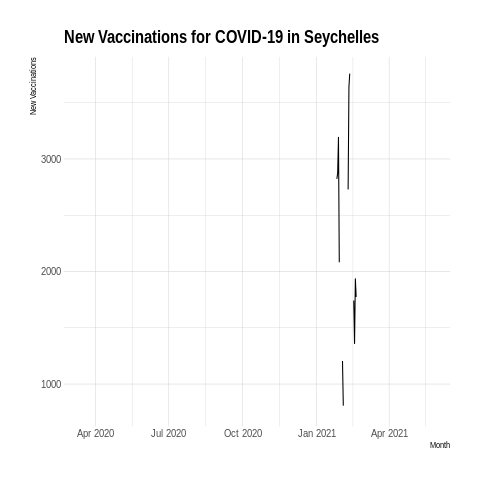 New Vaccinations for COVID-19 in Seychelles
New Vaccinations
3000
2000
1000
Apr 2020 Jul 2020 Oct 2020 Jan 2021 Apr 2021
Month